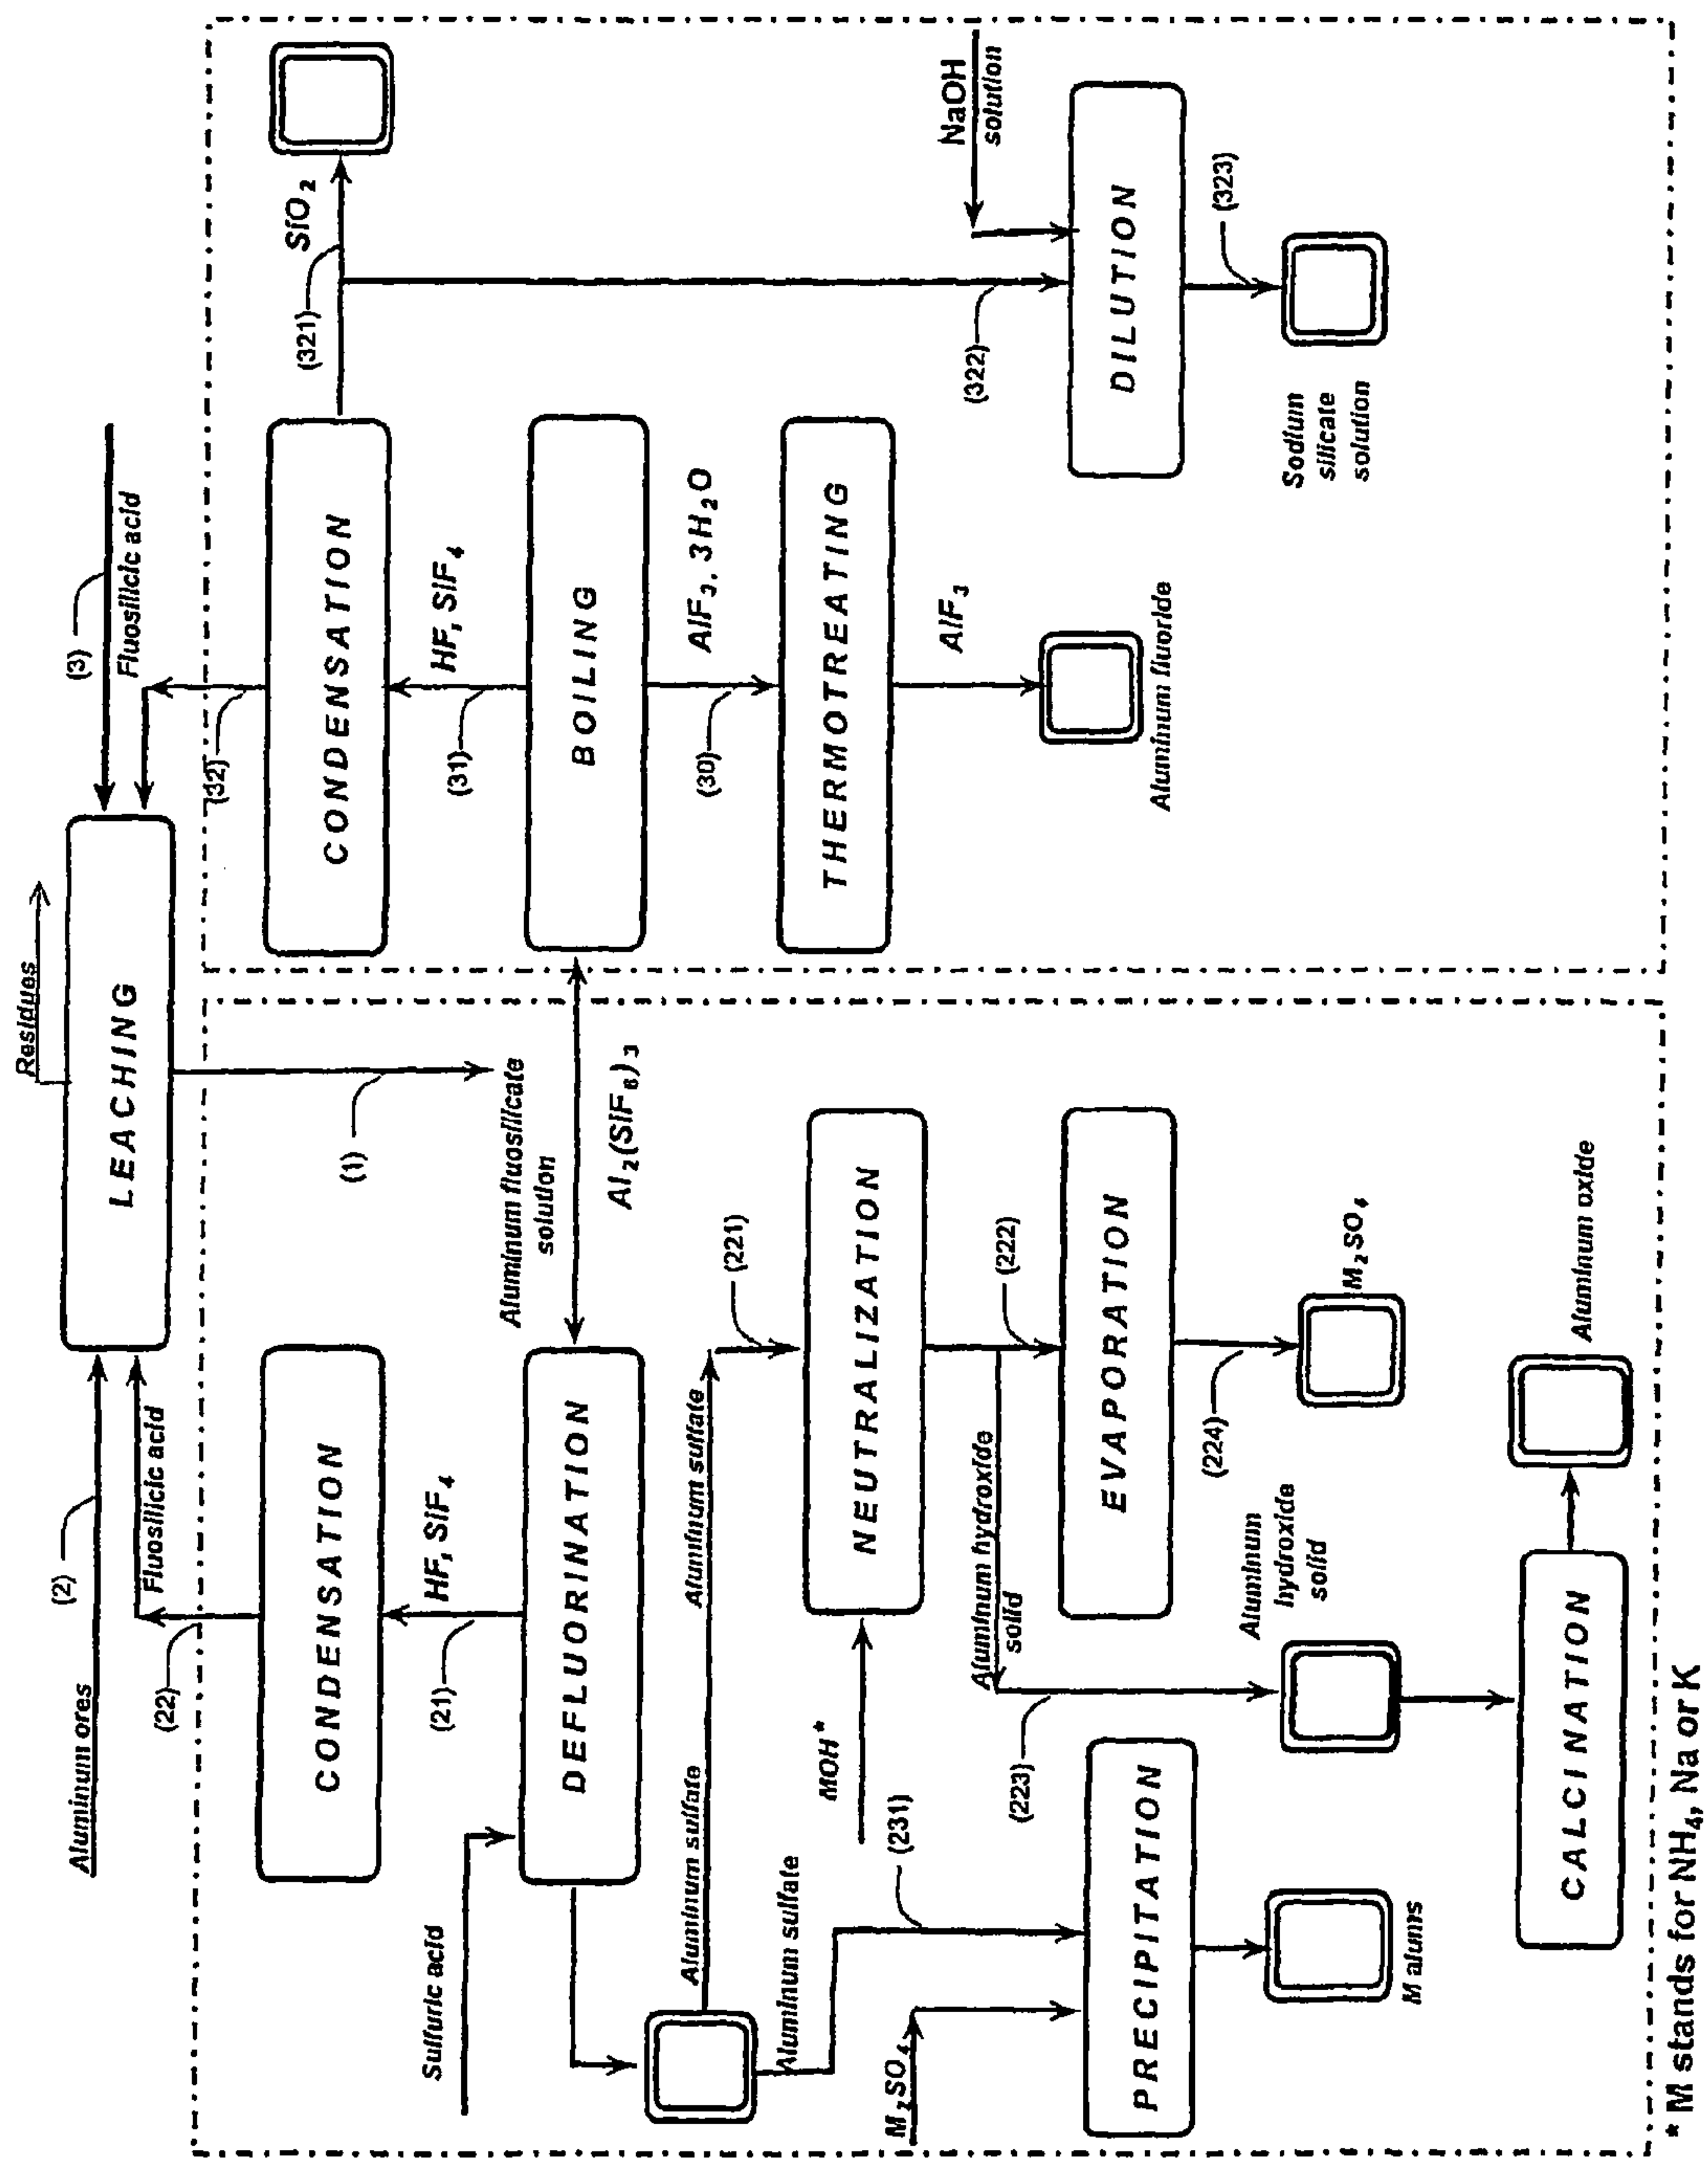 Residues
LEACHING
Aluminum ores
(2)
Fluosilicic acid
(22)
(3)
Fluosilicic acid
(32)
(1)
Aluminum fluosilicate
solution
Al2(SiF6)3
CONDENSATION
HF, SiF4
(21)
Sulfuric acid
DEFLUORINATION
Aluminum sulfate
Aluminum sulfate
(221)
Aluminum sulfate
(231)
MOH*
NEUTRALIZATION
(222)
Aluminum hydroxide
solid
(223)
EVAPORATION
(224)
M2SO4
M2SO4
PRECIPITATION
M alums
Aluminum
hydroxide
solid
CALCINATION
Aluminum oxide
CONDENSATION
(321)
SiO2
HF, SiF4
(31)
BOILING
AlF3. 3H2O
(30)
THERMOTREATING
AlF3
Aluminum fluoride
(322)
NaOH
solution
DILUTION
(323)
Sodium
silicate
solution
* M stands for NH4, Na or K